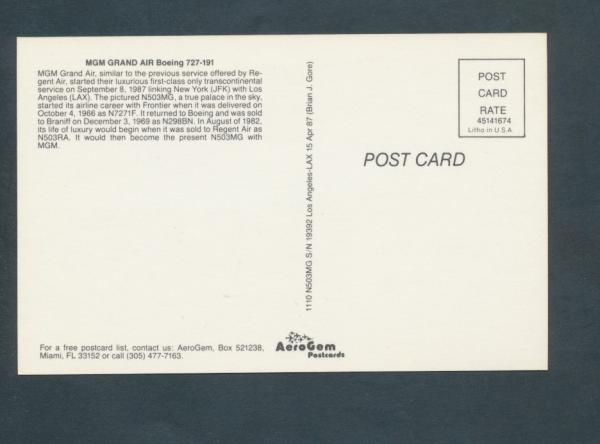 MGM GRAND AIR Boeing 727-191
MGM Grand Air, similar to the previous service offered by Re-
gent Air, started their luxurious first-class only transcontinental
service on September 8, 1987 linking New York (JFK) with Los
Angeles (LAX). The pictured N503MG, a true palace in the sky,
started its airline career with Frontier when it was delivered on
October 4, 1966 as N7271F. It returned to Boeing and was sold
to Braniff on December 3, 1969 as N298BN. In August of 1982,
its life of luxury would begin when it was sold to Regent Air as
N503RA. It would then become the present N503MG with
MGM.
For a free postcard list, contact us: AeroGem, Box 521238,
Miami, FL 33152 or call (305) 477-7163.
AeroGem
Postcards
1110 N503MG S/N 19392 Los Angeles-LAX 15 Apr 87 (Brian J. Gore)
POST
CARD
RATE
45141674
Litho in U.S.A.
POST CARD